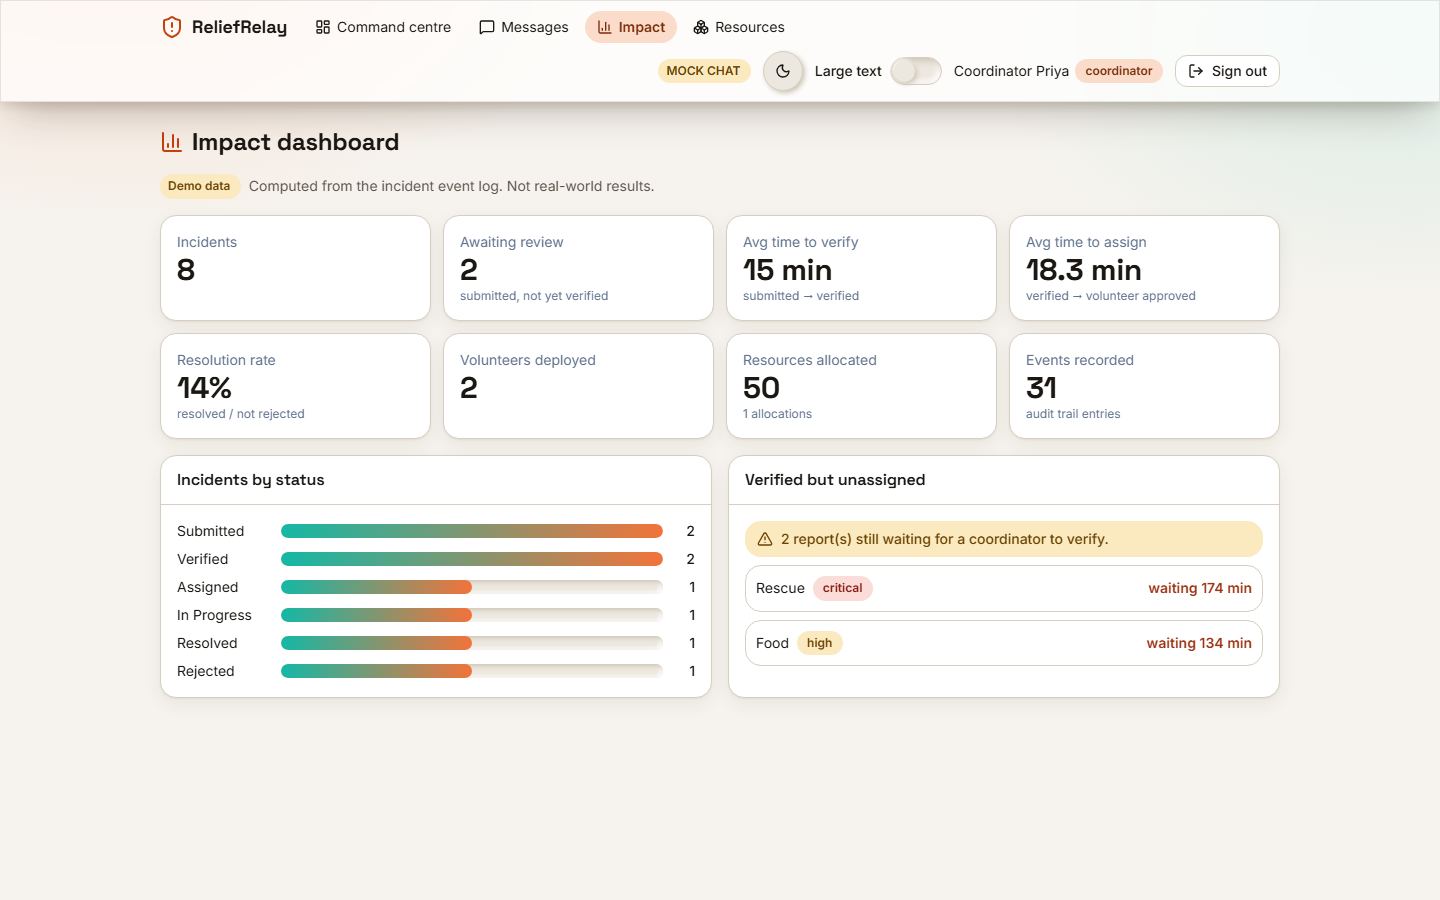 ReliefRelay Command centre Messages Impact Resources
MOCK CHAT Large text Coordinator Priya coordinator Sign out
Impact dashboard
Demo data Computed from the incident event log. Not real-world results.
Incidents
8
Awaiting review
2
submitted, not yet verified
Avg time to verify
15 min
submitted → verified
Avg time to assign
18.3 min
verified → volunteer approved
Resolution rate
14%
resolved / not rejected
Volunteers deployed
2
Resources allocated
50
1 allocations
Events recorded
31
audit trail entries
Incidents by status
Submitted 2
Verified 2
Assigned 1
In Progress 1
Resolved 1
Rejected 1
Verified but unassigned
2 report(s) still waiting for a coordinator to verify.
Rescue critical waiting 174 min
Food high waiting 134 min